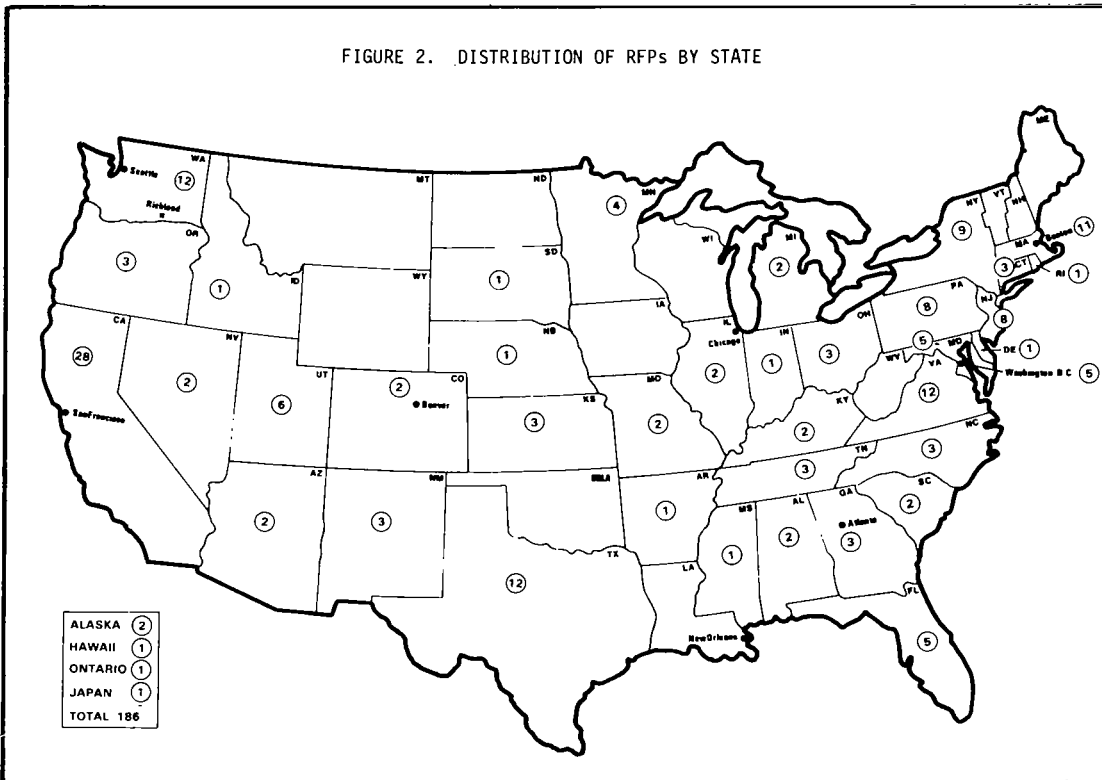 FIGURE 2. DISTRIBUTION OF RFPs BY STATE
WA
Seattle
12
Richland
OR
3
ID
1
MT
ND
MN
4
SD
1
WY
NB
1
WI
MI
2
IA
NY
9
VT
NH
ME
MA
Boston 11
CT
3
RI 1
PA
8
NJ
8
CA
28
San Francisco
NV
2
UT
6
CO
2
Denver
KS
3
MO
2
IL
Chicago
2
IN
1
OH
3
WV
MD
5
DE 1
Washington D C 5
VA
12
KY
2
AZ
2
NM
3
OKLA
AR
1
TN
3
NC
3
SC
2
TX
12
LA
New Orleans
MS
1
AL
2
GA
Atlanta
3
FL
5
ALASKA 2
HAWAII 1
ONTARIO 1
JAPAN 1
TOTAL 186